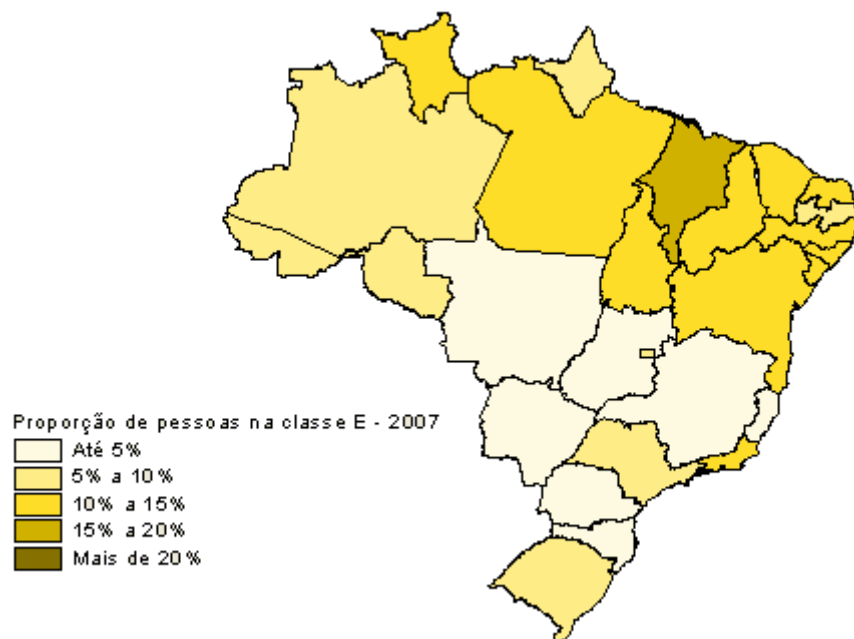 Proporção de pessoas na classe E - 2007
Até 5%
5% a 10%
10% a 15%
15% a 20%
Mais de 20%